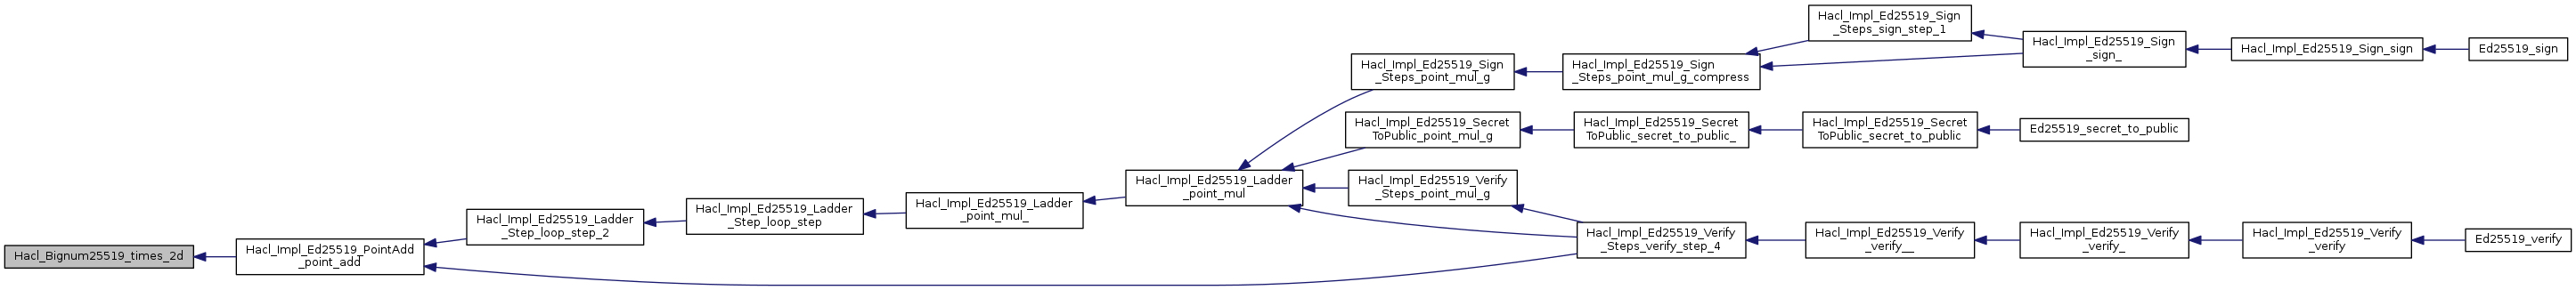 Hacl_Bignum25519_times_2d
Hacl_Impl_Ed25519_PointAdd
_point_add
Hacl_Impl_Ed25519_Ladder
_Step_loop_step_2
Hacl_Impl_Ed25519_Ladder
_Step_loop_step
Hacl_Impl_Ed25519_Ladder
_point_mul_
Hacl_Impl_Ed25519_Ladder
_point_mul
Hacl_Impl_Ed25519_Sign
_Steps_point_mul_g
Hacl_Impl_Ed25519_Sign
_Steps_point_mul_g_compress
Hacl_Impl_Ed25519_Sign
_Steps_sign_step_1
Hacl_Impl_Ed25519_Sign
_sign_
Hacl_Impl_Ed25519_Sign_sign
Ed25519_sign
Hacl_Impl_Ed25519_Secret
ToPublic_point_mul_g
Hacl_Impl_Ed25519_Secret
ToPublic_secret_to_public_
Hacl_Impl_Ed25519_Secret
ToPublic_secret_to_public
Ed25519_secret_to_public
Hacl_Impl_Ed25519_Verify
_Steps_point_mul_g
Hacl_Impl_Ed25519_Verify
_Steps_verify_step_4
Hacl_Impl_Ed25519_Verify
_verify__
Hacl_Impl_Ed25519_Verify
_verify_
Hacl_Impl_Ed25519_Verify
_verify
Ed25519_verify